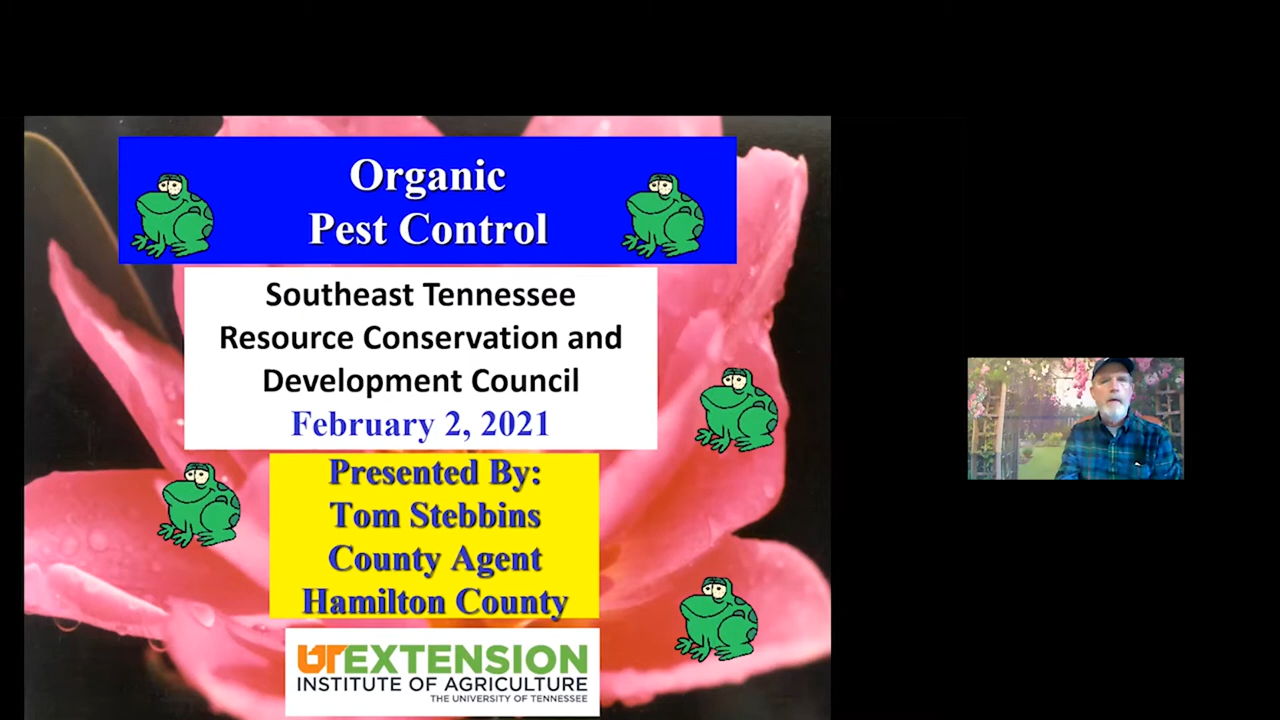 Organic
Pest Control
Southeast Tennessee
Resource Conservation and
Development Council
February 2, 2021
Presented By:
Tom Stebbins
County Agent
Hamilton County
UTEXTENSION
INSTITUTE OF AGRICULTURE
THE UNIVERSITY OF TENNESSEE